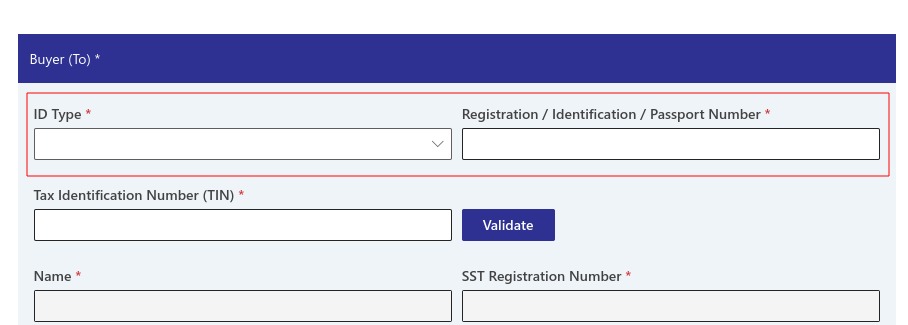 Buyer (To) *
ID Type * Registration / Identification / Passport Number *
Tax Identification Number (TIN) *
Validate
Name * SST Registration Number *